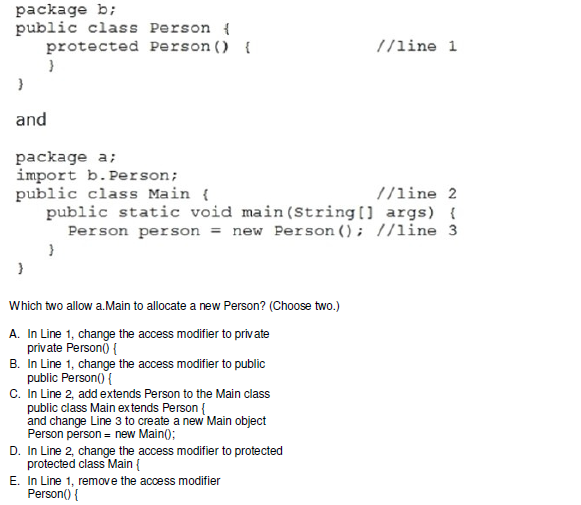 package b;
public class Person {
protected Person() { //line 1
}
}
and
package a;
import b.Person;
public class Main { //line 2
public static void main(String[] args) {
Person person = new Person(); //line 3
}
}
Which two allow a.Main to allocate a new Person? (Choose two.)
A. In Line 1, change the access modifier to private
private Person() {
B. In Line 1, change the access modifier to public
public Person() {
C. In Line 2, add extends Person to the Main class
public class Main extends Person {
and change Line 3 to create a new Main object
Person person = new Main();
D. In Line 2, change the access modifier to protected
protected class Main {
E. In Line 1, remove the access modifier
Person() {